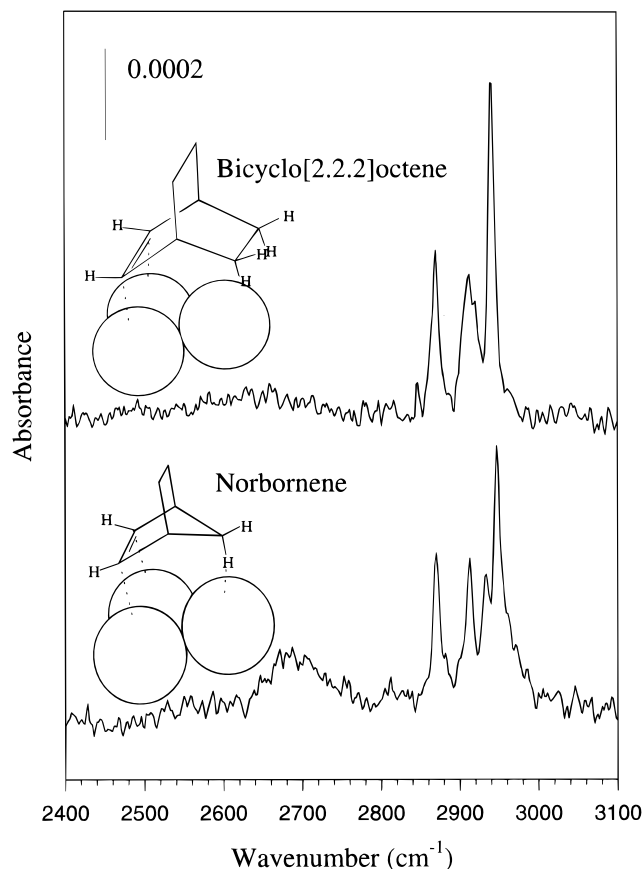 0.0002
Bicyclo[2.2.2]octene
H
H
H
H
H
H
Absorbance
Norbornene
H
H
H
H
2400 2500 2600 2700 2800 2900 3000 3100
Wavenumber (cm⁻¹)